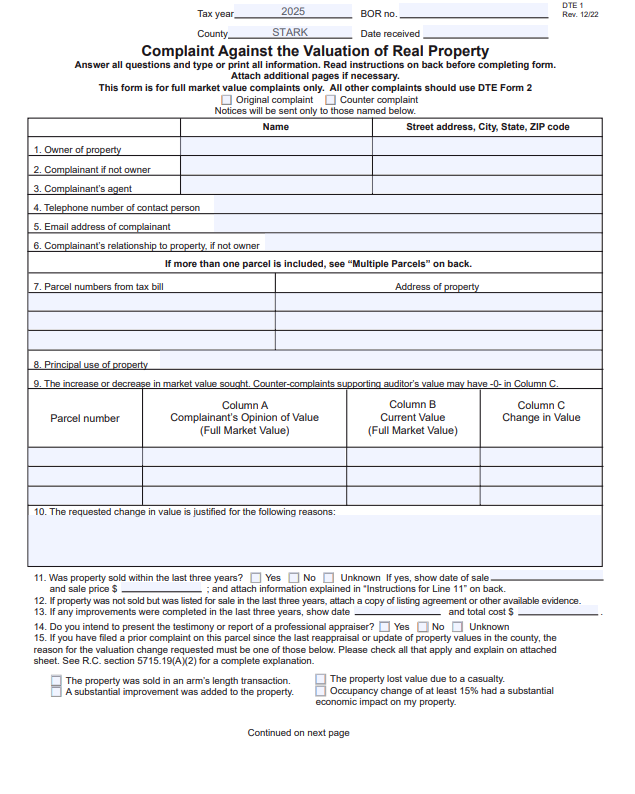 Tax year 2025 BOR no. DTE 1
Rev. 12/22
County STARK Date received
Complaint Against the Valuation of Real Property
Answer all questions and type or print all information. Read instructions on back before completing form.
Attach additional pages if necessary.
This form is for full market value complaints only. All other complaints should use DTE Form 2
Original complaint Counter complaint
Notices will be sent only to those named below.
Name Street address, City, State, ZIP code
1. Owner of property
2. Complainant if not owner
3. Complainant's agent
4. Telephone number of contact person
5. Email address of complainant
6. Complainant's relationship to property, if not owner
If more than one parcel is included, see “Multiple Parcels” on back.
7. Parcel numbers from tax bill Address of property
8. Principal use of property
9. The increase or decrease in market value sought. Counter-complaints supporting auditor's value may have -0- in Column C.
Parcel number Column A Complainant's Opinion of Value (Full Market Value) Column B Current Value (Full Market Value) Column C Change in Value
10. The requested change in value is justified for the following reasons:
11. Was property sold within the last three years? Yes No Unknown If yes, show date of sale
and sale price $ ; and attach information explained in “Instructions for Line 11” on back.
12. If property was not sold but was listed for sale in the last three years, attach a copy of listing agreement or other available evidence.
13. If any improvements were completed in the last three years, show date and total cost $ .
14. Do you intend to present the testimony or report of a professional appraiser? Yes No Unknown
15. If you have filed a prior complaint on this parcel since the last reappraisal or update of property values in the county, the
reason for the valuation change requested must be one of those below. Please check all that apply and explain on attached
sheet. See R.C. section 5715.19(A)(2) for a complete explanation.
The property was sold in an arm's length transaction. The property lost value due to a casualty.
A substantial improvement was added to the property. Occupancy change of at least 15% had a substantial
economic impact on my property.
Continued on next page